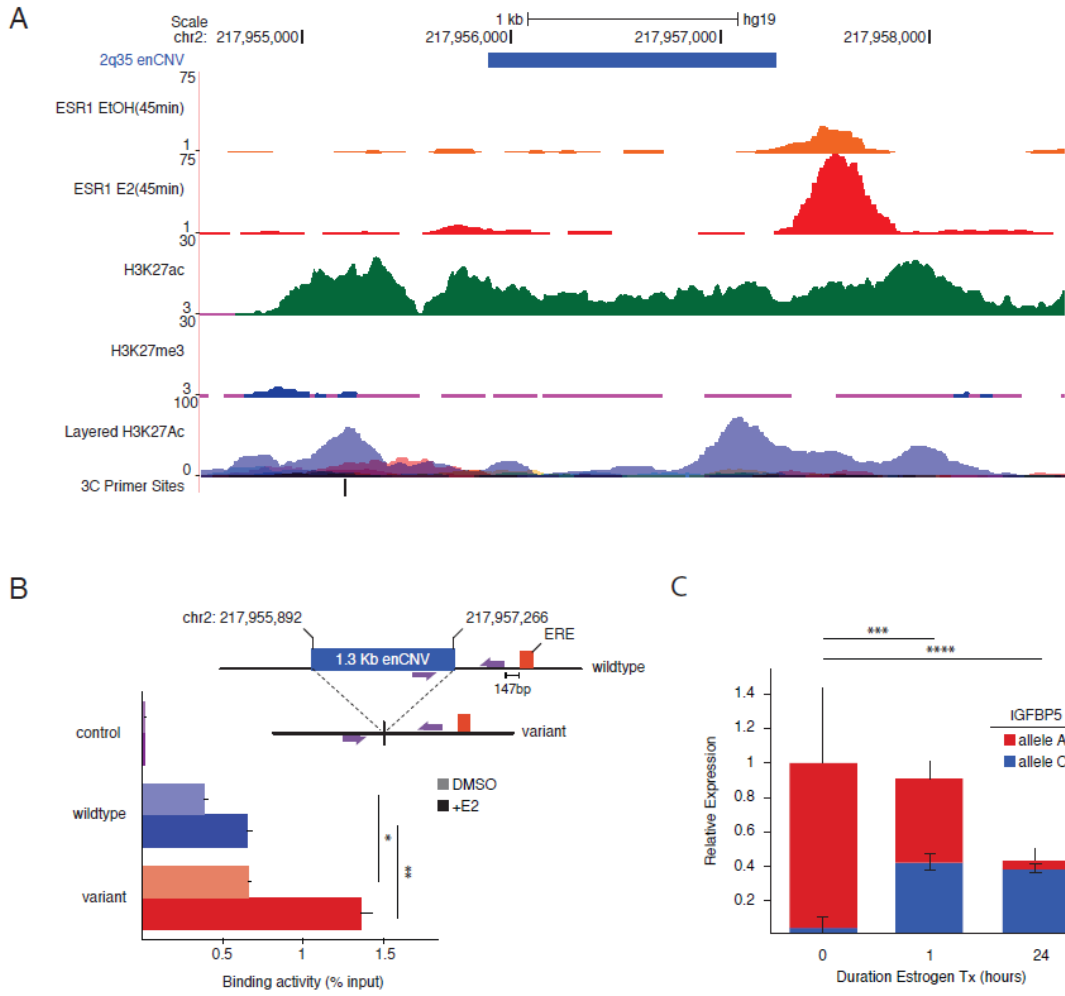 A
Scale
1 kb
hg19
chr2:
217,955,000
217,956,000
217,957,000
217,958,000
2q35 enCNV
75
ESR1 EtOH(45min)
1
75
ESR1 E2(45min)
1
30
H3K27ac
3
30
H3K27me3
3
100
Layered H3K27Ac
0
3C Primer Sites
B
chr2: 217,955,892
217,957,266
ERE
1.3 Kb enCNV
wildtype
147bp
variant
control
wildtype
variant
DMSO
+E2
*
**
0.5
1
1.5
Binding activity (% input)
C
***
****
IGFBP5
allele A
allele C
Relative Expression
1.4
1.2
1
0.8
0.6
0.4
0.2
0
1
24
Duration Estrogen Tx (hours)